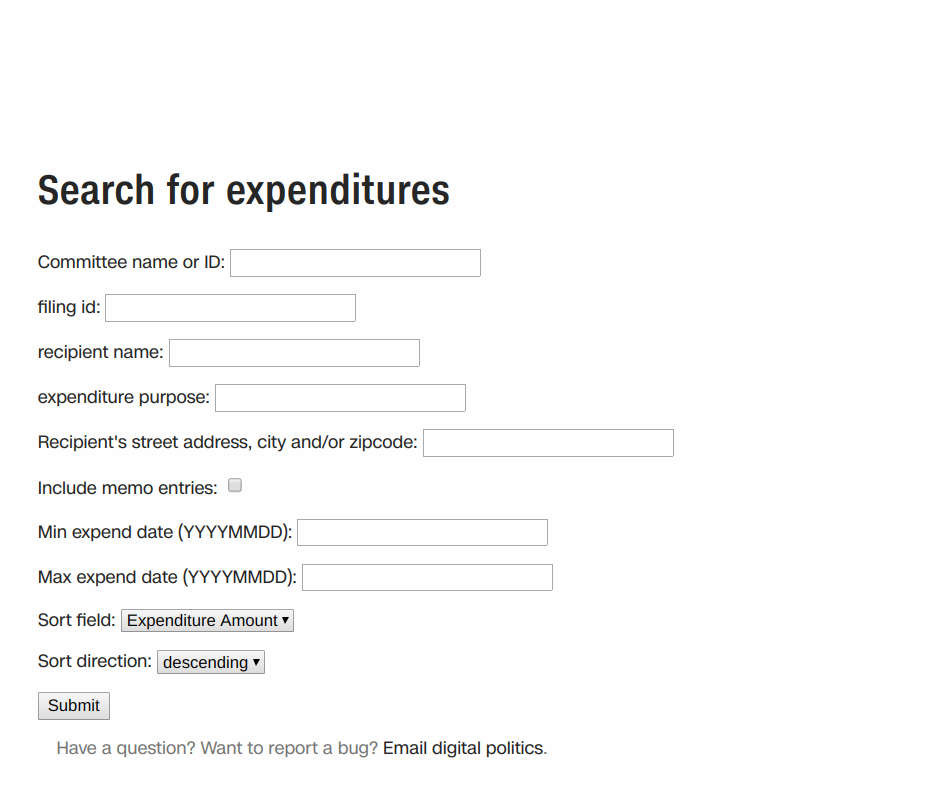 Search for expenditures
Committee name or ID:
filing id:
recipient name:
expenditure purpose:
Recipient's street address, city and/or zipcode:
Include memo entries:
Min expend date (YYYYMMDD):
Max expend date (YYYYMMDD):
Sort field: Expenditure Amount
Sort direction: descending
Submit
Have a question? Want to report a bug? Email digital politics.